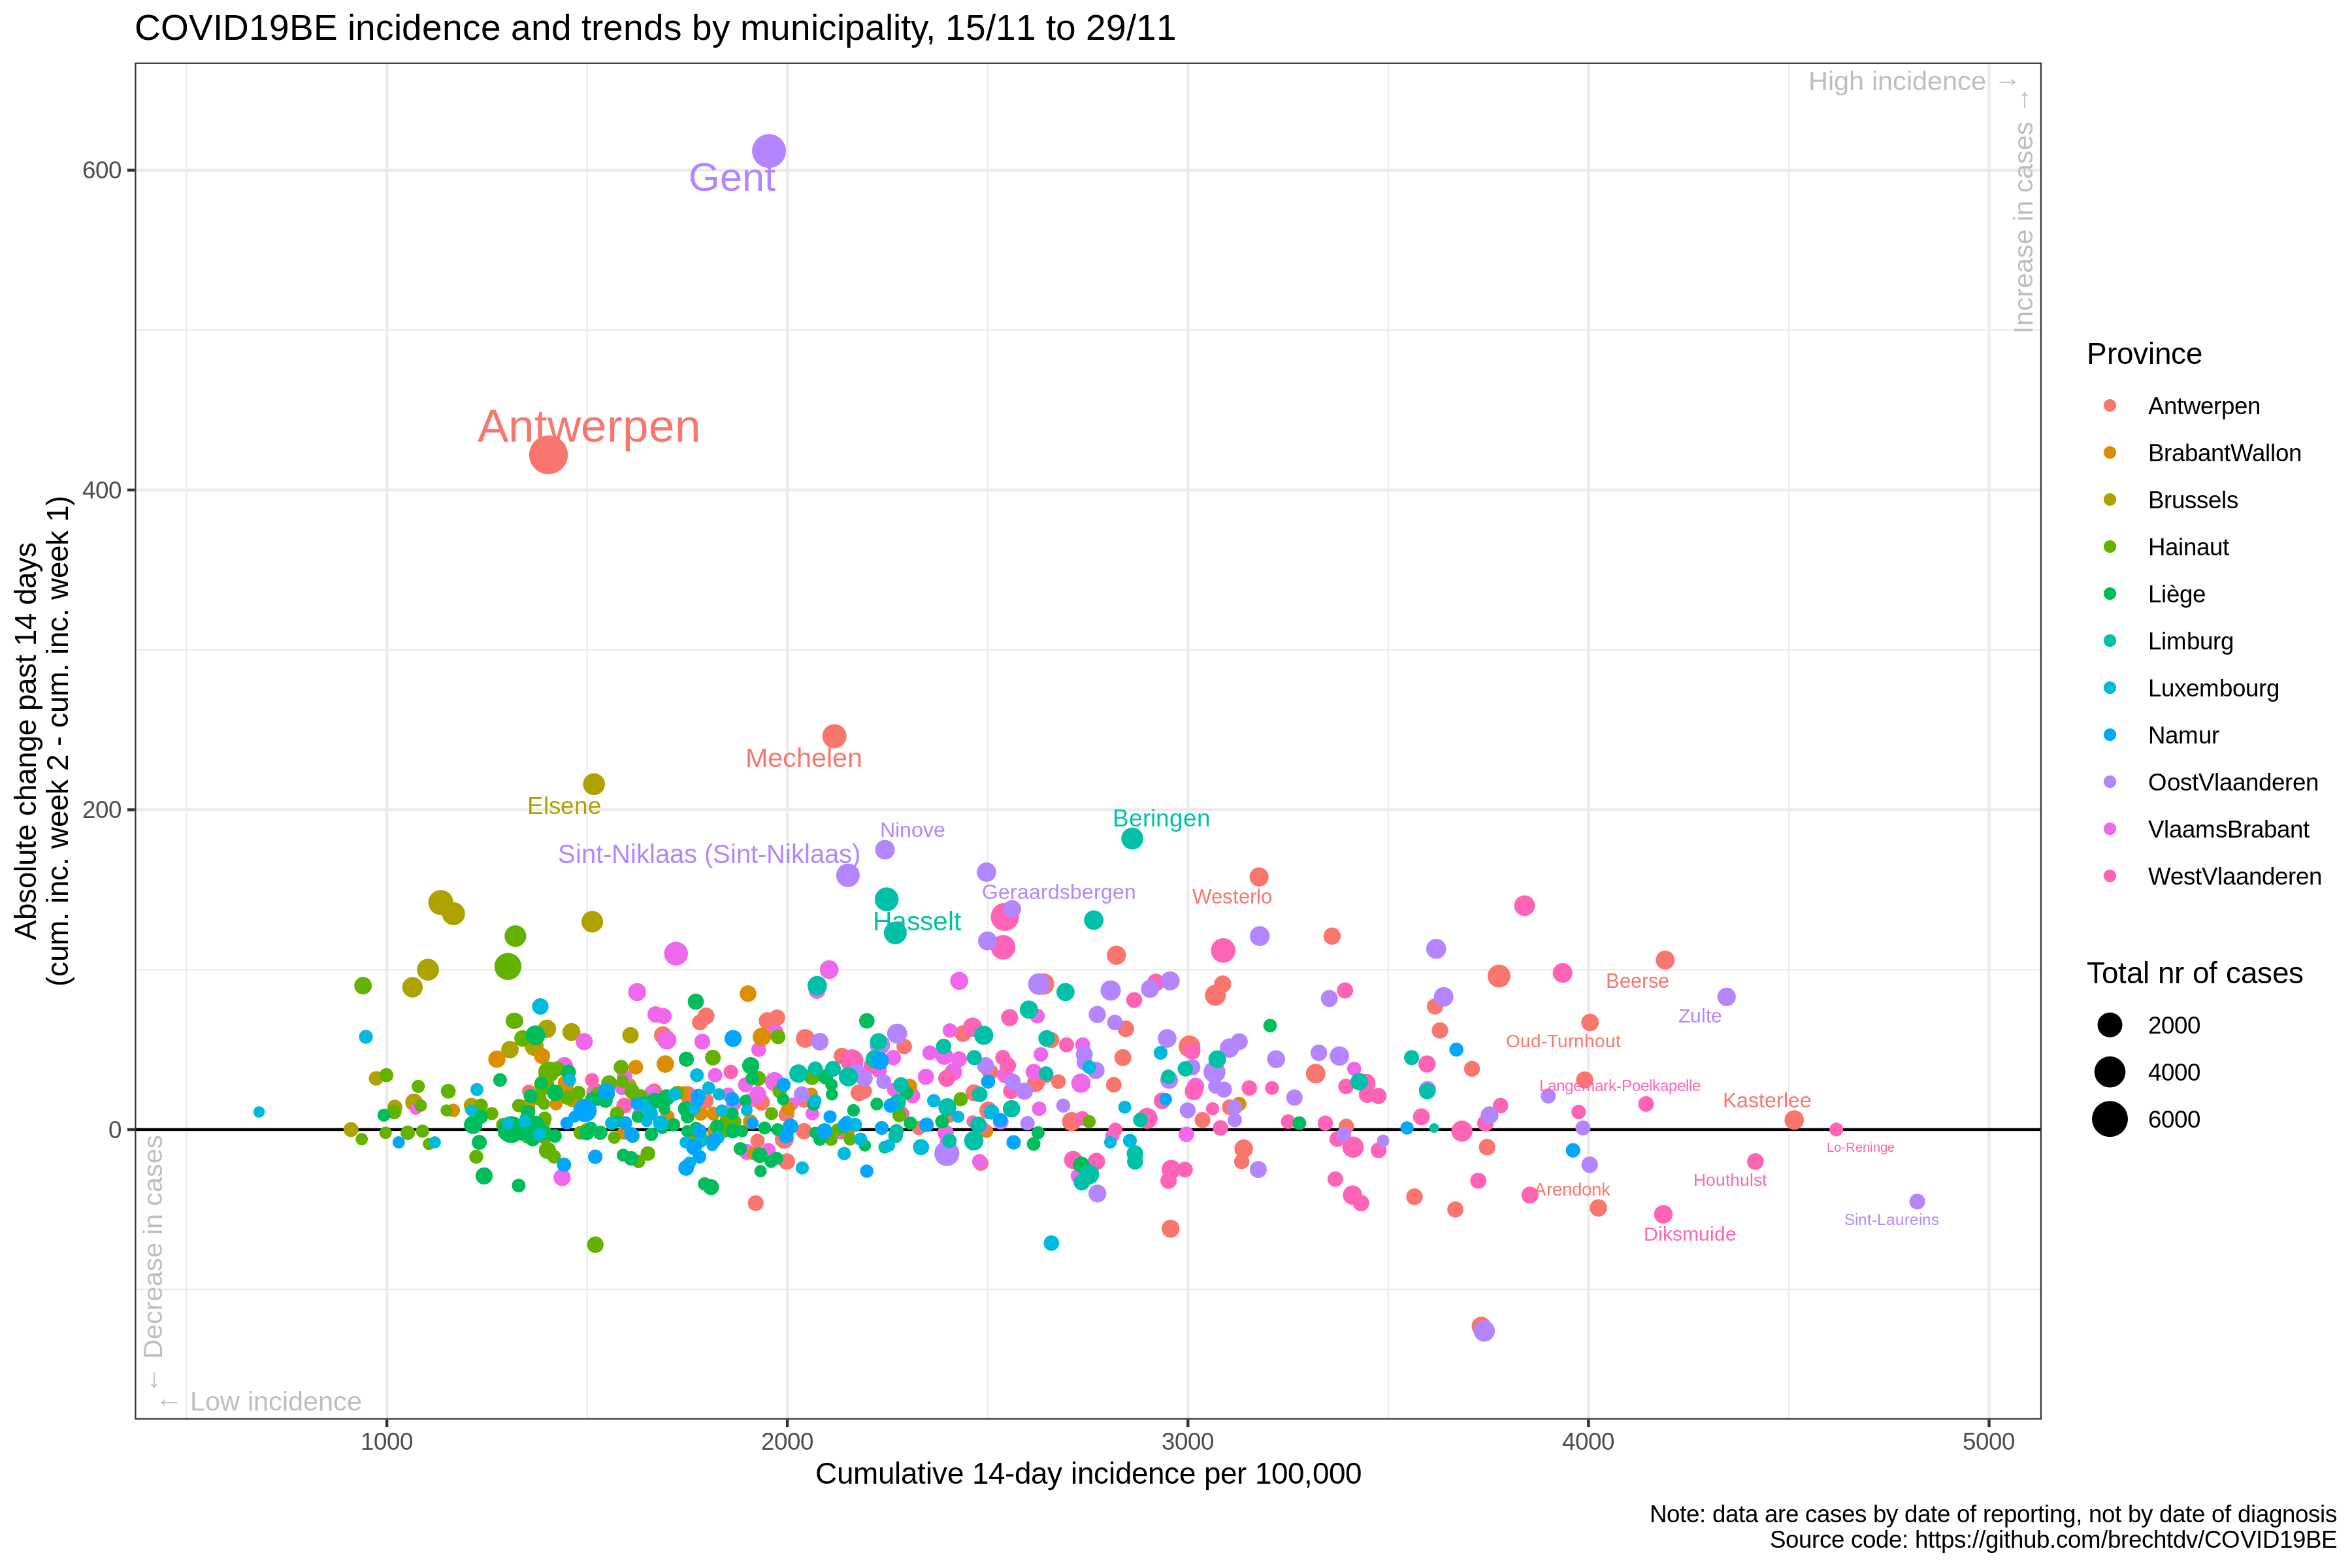 COVID19BE incidence and trends by municipality, 15/11 to 29/11
High incidence →
Increase in cases →
Gent
600
Antwerpen
400
Mechelen
Elsene
200
Beringen
Ninove
Sint-Niklaas (Sint-Niklaas)
Geraardsbergen
Westerlo
Hasselt
Beerse
Zulte
Oud-Turnhout
Langemark-Poelkapelle
Kasterlee
0
Lo-Reninge
Houthulst
Arendonk
Sint-Laureins
Diksmuide
← Decrease in cases
← Low incidence
Absolute change past 14 days
(cum. inc. week 2 - cum. inc. week 1)
1000
2000
3000
4000
5000
Cumulative 14-day incidence per 100,000
Province
Antwerpen
BrabantWallon
Brussels
Hainaut
Liège
Limburg
Luxembourg
Namur
OostVlaanderen
VlaamsBrabant
WestVlaanderen
Total nr of cases
2000
4000
6000
Note: data are cases by date of reporting, not by date of diagnosis
Source code: https://github.com/brechtdv/COVID19BE